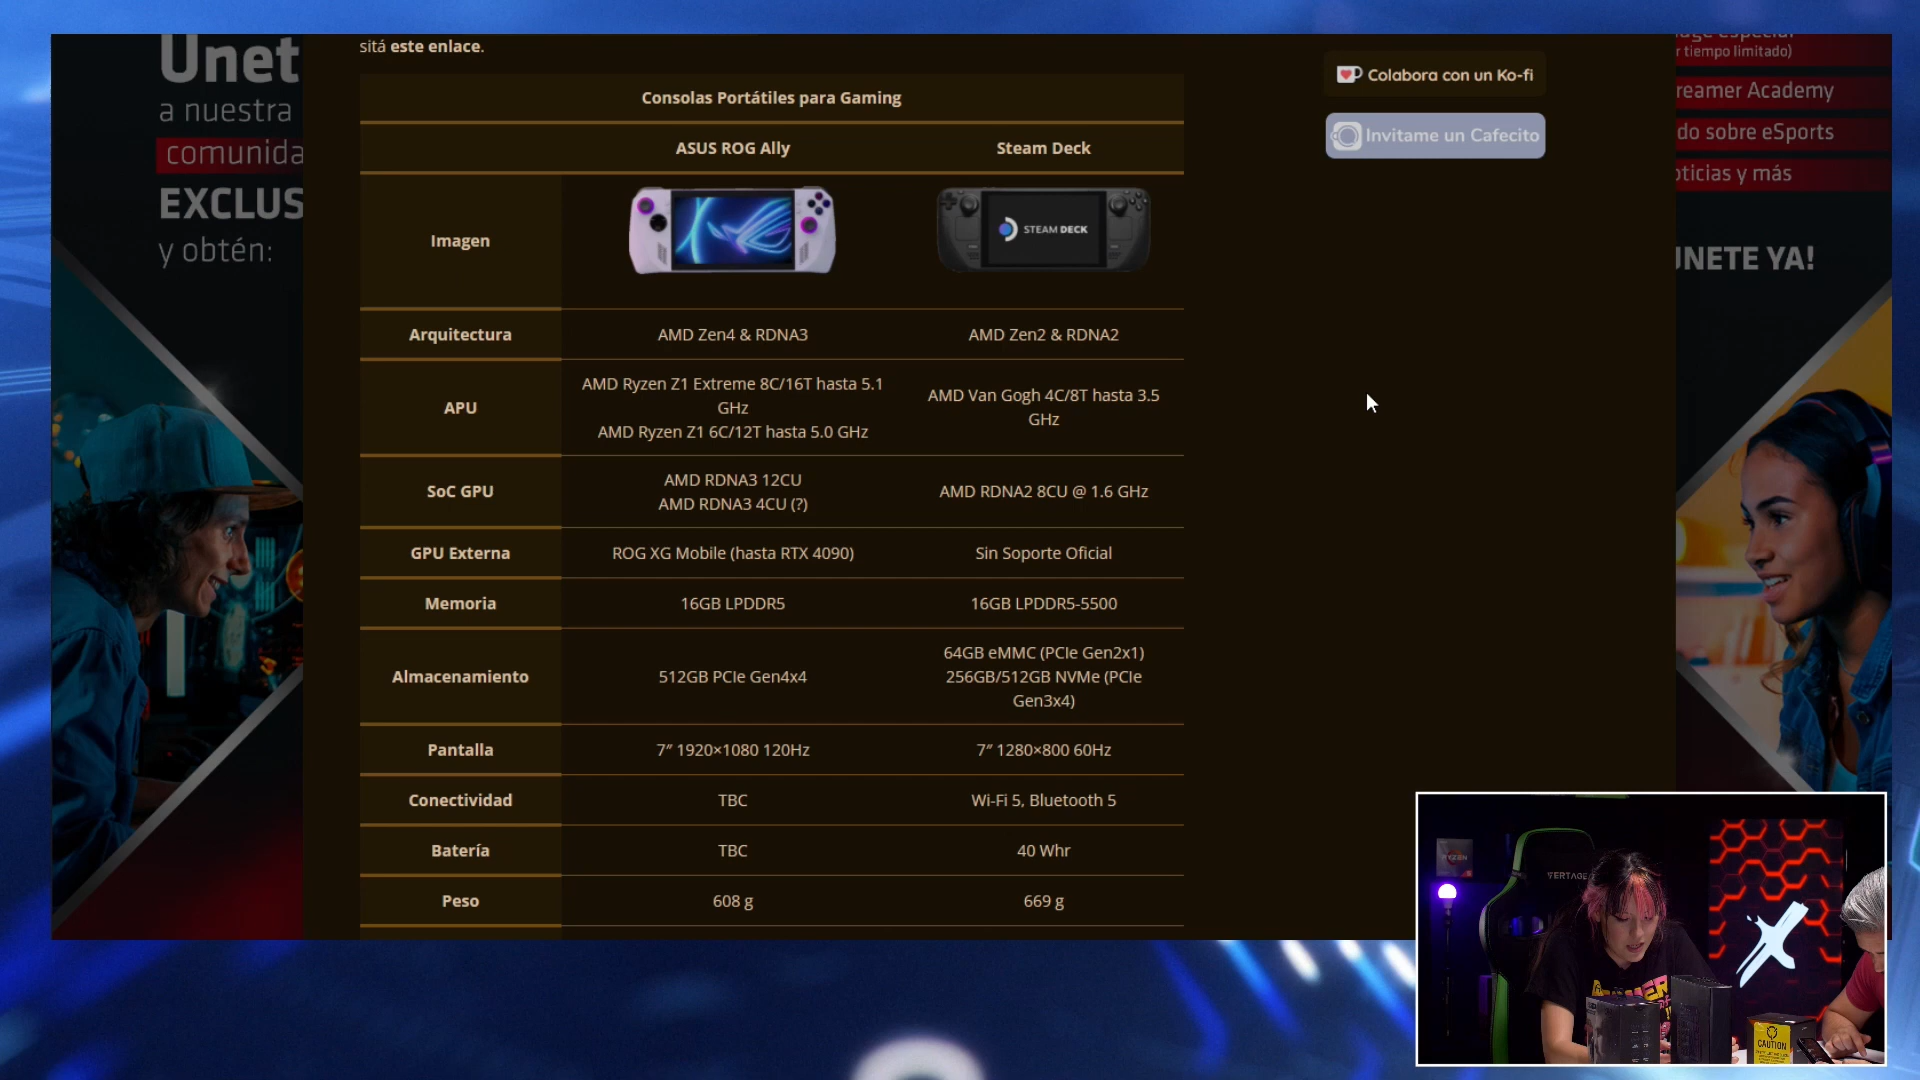 Unet
a nuestra
comunida
EXCLUS
y obtén:
sitá este enlace.
Consolas Portátiles para Gaming
ASUS ROG Ally
Steam Deck
Imagen
STEAM DECK
Arquitectura
AMD Zen4 & RDNA3
AMD Zen2 & RDNA2
APU
AMD Ryzen Z1 Extreme 8C/16T hasta 5.1
GHz
AMD Ryzen Z1 6C/12T hasta 5.0 GHz
AMD Van Gogh 4C/8T hasta 3.5
GHz
SoC GPU
AMD RDNA3 12CU
AMD RDNA3 4CU (?)
AMD RDNA2 8CU @ 1.6 GHz
GPU Externa
ROG XG Mobile (hasta RTX 4090)
Sin Soporte Oficial
Memoria
16GB LPDDR5
16GB LPDDR5-5500
Almacenamiento
512GB PCIe Gen4x4
64GB eMMC (PCIe Gen2x1)
256GB/512GB NVMe (PCIe
Gen3x4)
Pantalla
7″ 1920×1080 120Hz
7″ 1280×800 60Hz
Conectividad
TBC
Wi-Fi 5, Bluetooth 5
Batería
TBC
40 Whr
Peso
608 g
669 g
Colabora con un Ko-fi
Invitame un Cafecito
r tiempo limitado)
reamer Academy
do sobre eSports
oticias y más
UNETE YA!
RYZEN
VERTAGE
CAUTION